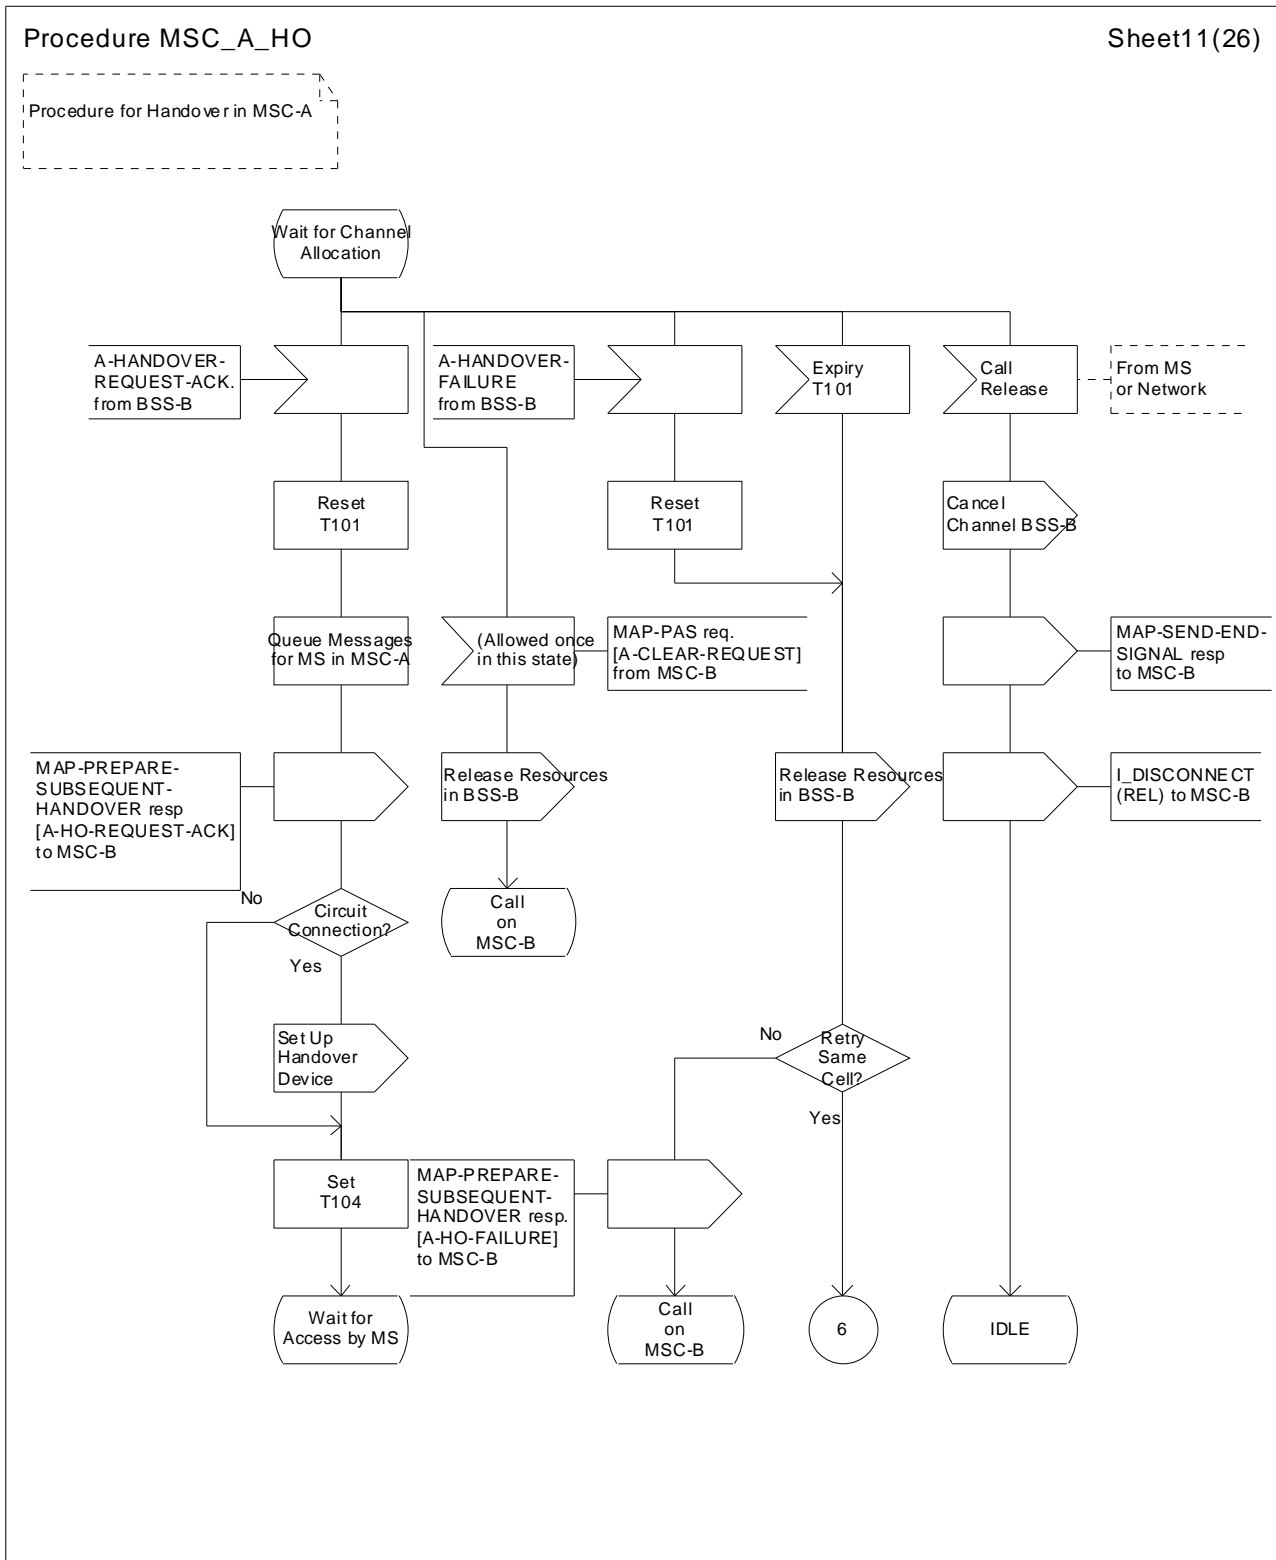 Procedure MSC_A_HO
Sheet11(26)
Procedure for Handover in MSC-A
Wait for Channel
Allocation
A-HANDOVER-
REQUEST-ACK.
from BSS-B
A-HANDOVER-
FAILURE
from BSS-B
Expiry
T101
Call
Release
From MS
or Network
Reset
T101
Reset
T101
Cancel
Channel BSS-B
Queue Messages
for MS in MSC-A
(Allowed once
in this state)
MAP-PAS req.
[A-CLEAR-REQUEST]
from MSC-B
MAP-SEND-END-
SIGNAL resp
to MSC-B
MAP-PREPARE-
SUBSEQUENT-
HANDOVER resp
[A-HO-REQUEST-ACK]
to MSC-B
Release Resources
in BSS-B
Release Resources
in BSS-B
I_DISCONNECT
(REL) to MSC-B
No
Circuit
Connection?
Yes
Call
on
MSC-B
Set Up
Handover
Device
No
Retry
Same
Cell?
Yes
Set
T104
MAP-PREPARE-
SUBSEQUENT-
HANDOVER resp.
[A-HO-FAILURE]
to MSC-B
Wait for
Access by MS
Call
on
MSC-B
6
IDLE